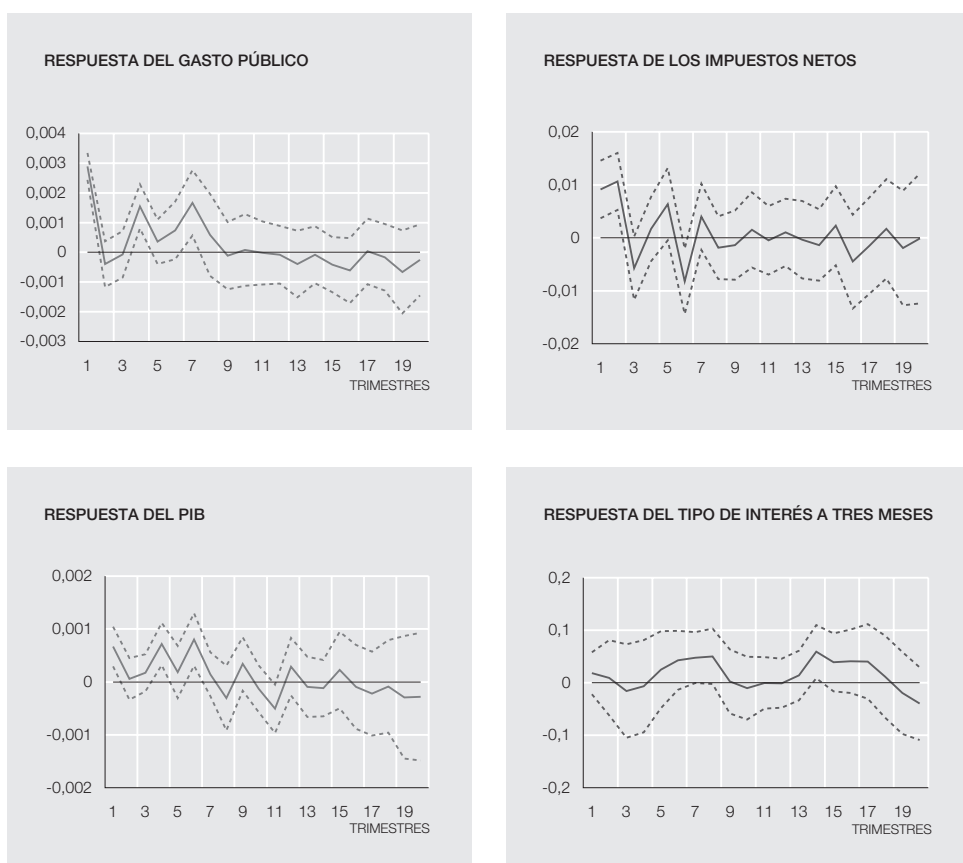 RESPUESTA DEL GASTO PÚBLICO
0,004
0,003
0,002
0,001
0
-0,001
-0,002
-0,003
1 3 5 7 9 11 13 15 17 19
TRIMESTRES
RESPUESTA DE LOS IMPUESTOS NETOS
0,02
0,01
0
-0,01
-0,02
1 3 5 7 9 11 13 15 17 19
TRIMESTRES
RESPUESTA DEL PIB
0,002
0,001
0
-0,001
-0,002
1 3 5 7 9 11 13 15 17 19
TRIMESTRES
RESPUESTA DEL TIPO DE INTERÉS A TRES MESES
0,2
0,1
0
-0,1
-0,2
1 3 5 7 9 11 13 15 17 19
TRIMESTRES